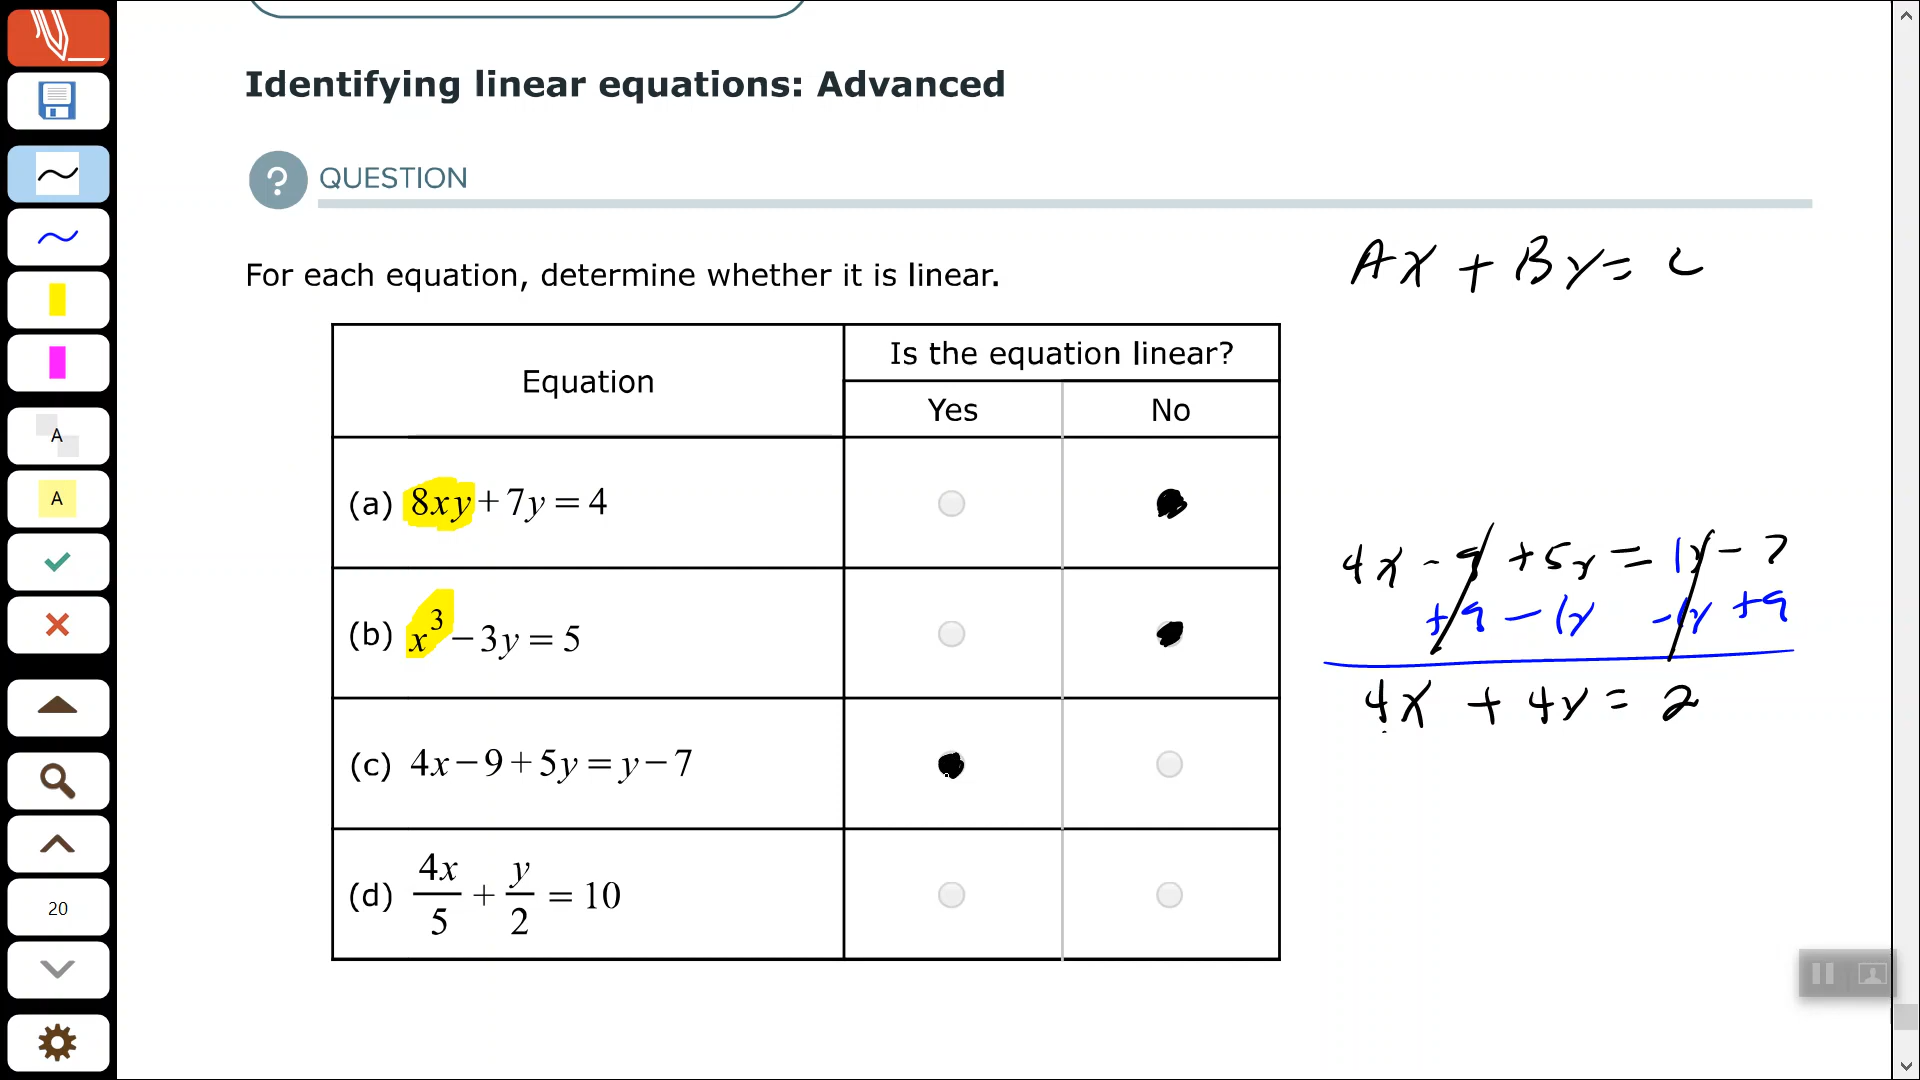 Identifying linear equations: Advanced
? QUESTION
For each equation, determine whether it is linear.
Ax + By = C
Equation
Is the equation linear?
Yes No
(a) 8xy + 7y = 4
(b) x³ − 3y = 5
(c) 4x − 9 + 5y = y − 7
(d) 4x/5 + y/2 = 10
4x - 9 + 5y = 1y - 7
+9 - 1y -1y +9
4x + 4y = 2
A
A
20